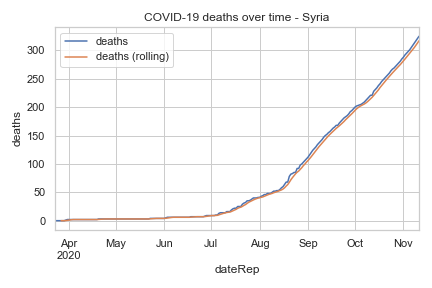 COVID-19 deaths over time - Syria
deaths
deaths (rolling)
deaths
300
250
200
150
100
50
0
Apr May Jun Jul Aug Sep Oct Nov
2020
dateRep